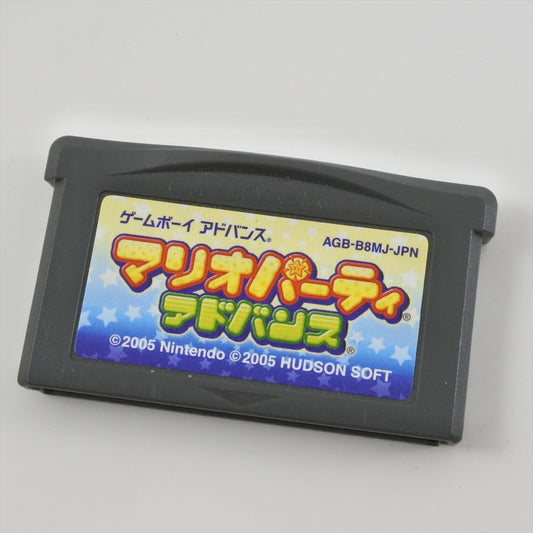 ゲームボーイ アドバンス®
AGB-B8MJ-JPN
マリオパーティ®
アドバンス®
©2005 Nintendo ©2005 HUDSON SOFT